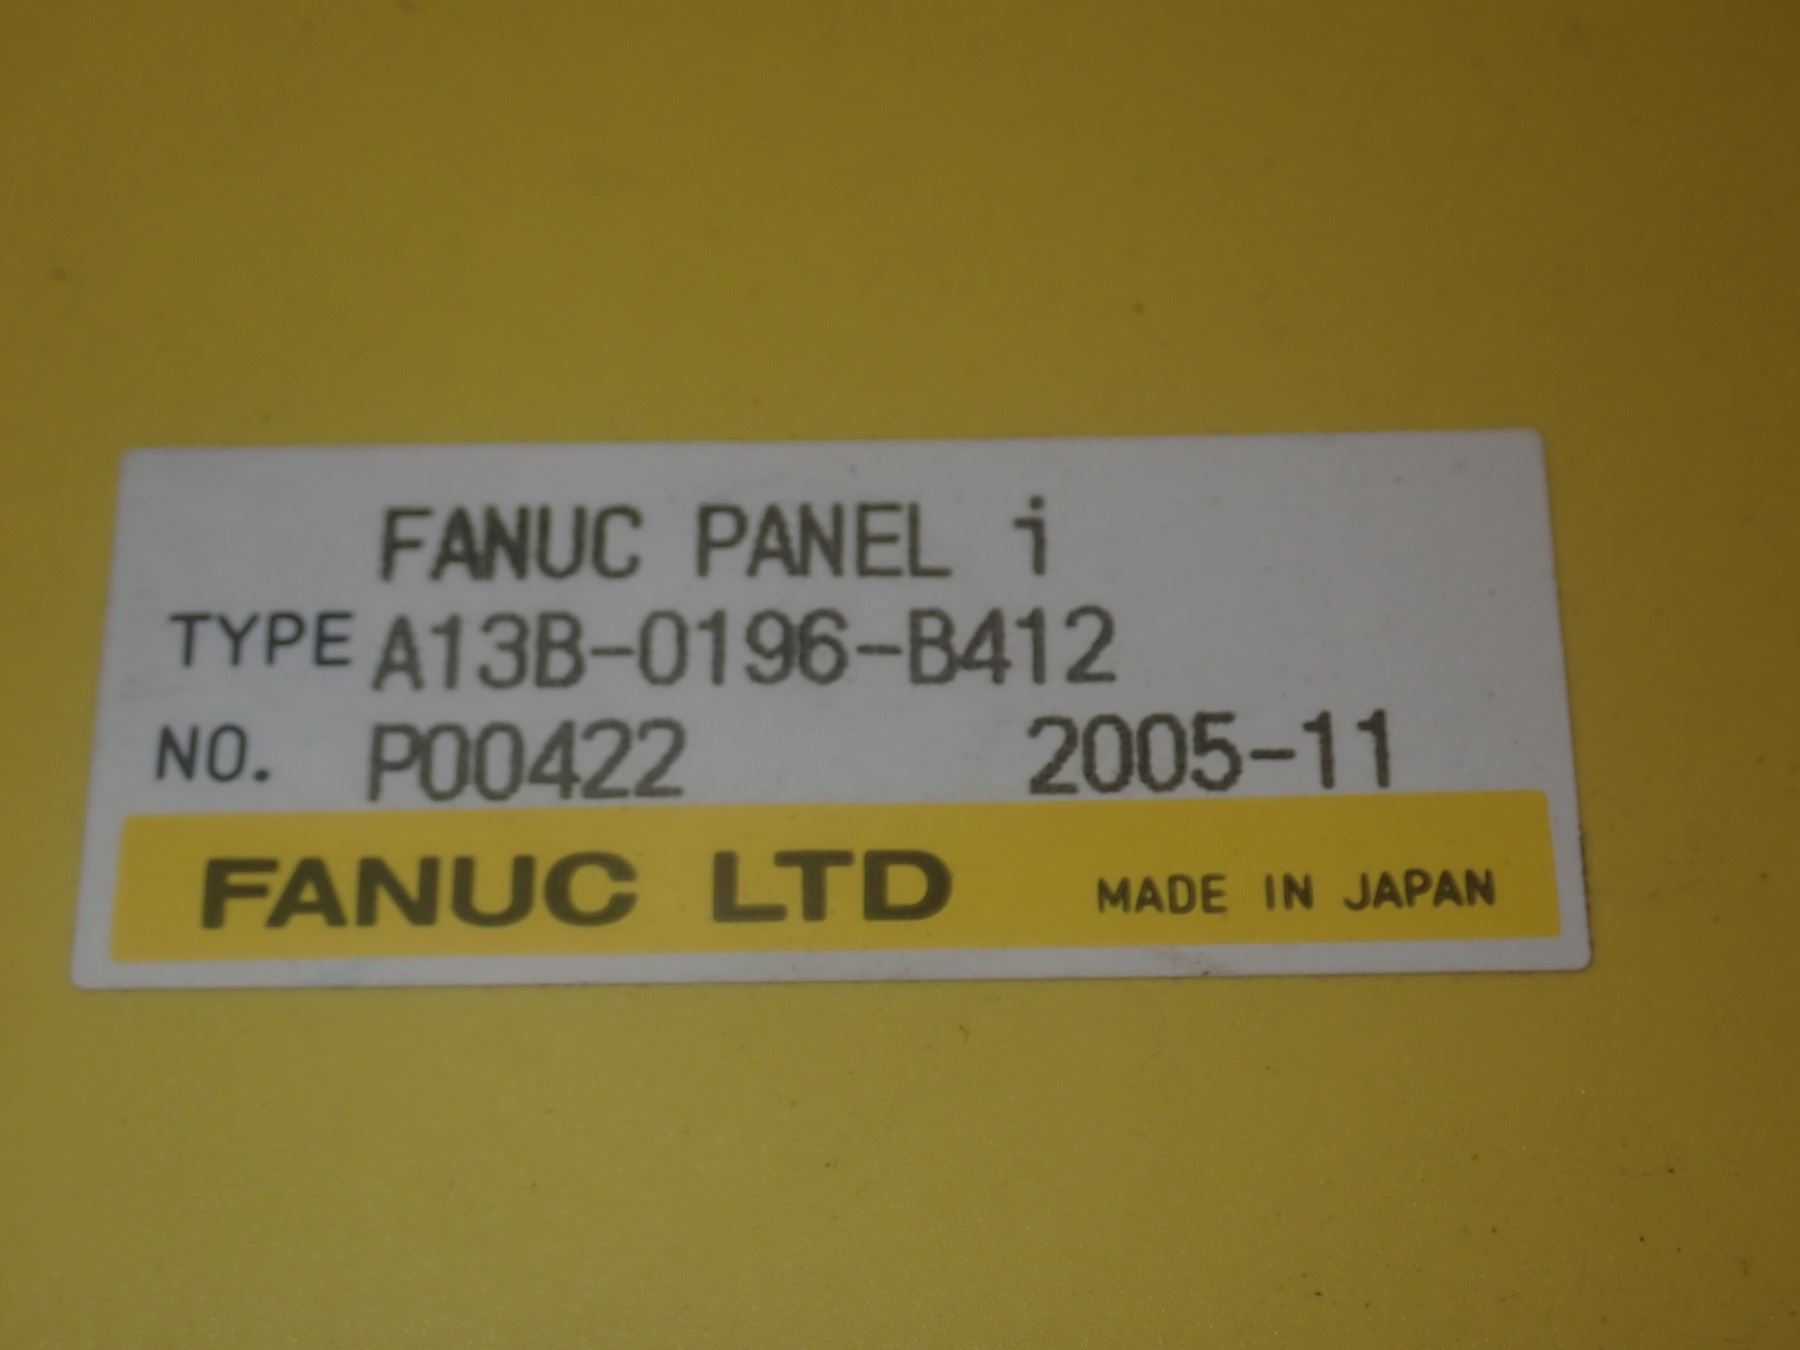 FANUC PANEL i
TYPE A13B-0196-B412
NO. P00422 2005-11
FANUC LTD MADE IN JAPAN